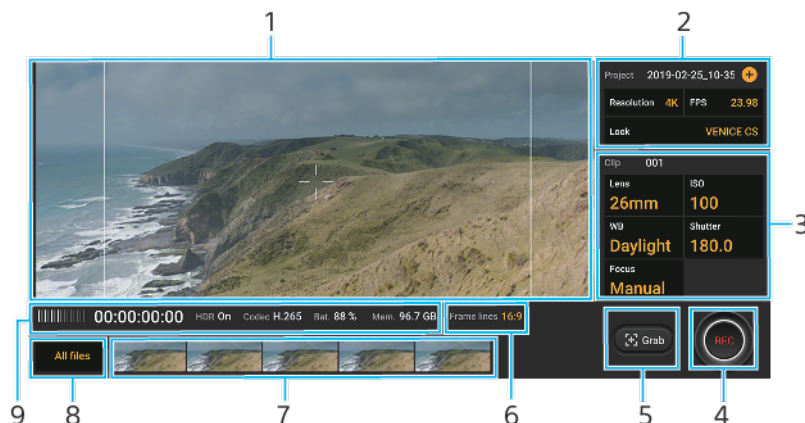 1
2
Project 2019-02-25_10-35 +
Resolution 4K FPS 23.98
Look VENICE CS
Clip 001
Lens ISO
26mm 100
WB Shutter
Daylight 180.0
Focus
Manual
3
00:00:00:00 HDR On Codec H.265 Bat. 88 % Mem. 96.7 GB Frame lines 16:9
Grab
REC
All files
9 8 7 6 5 4